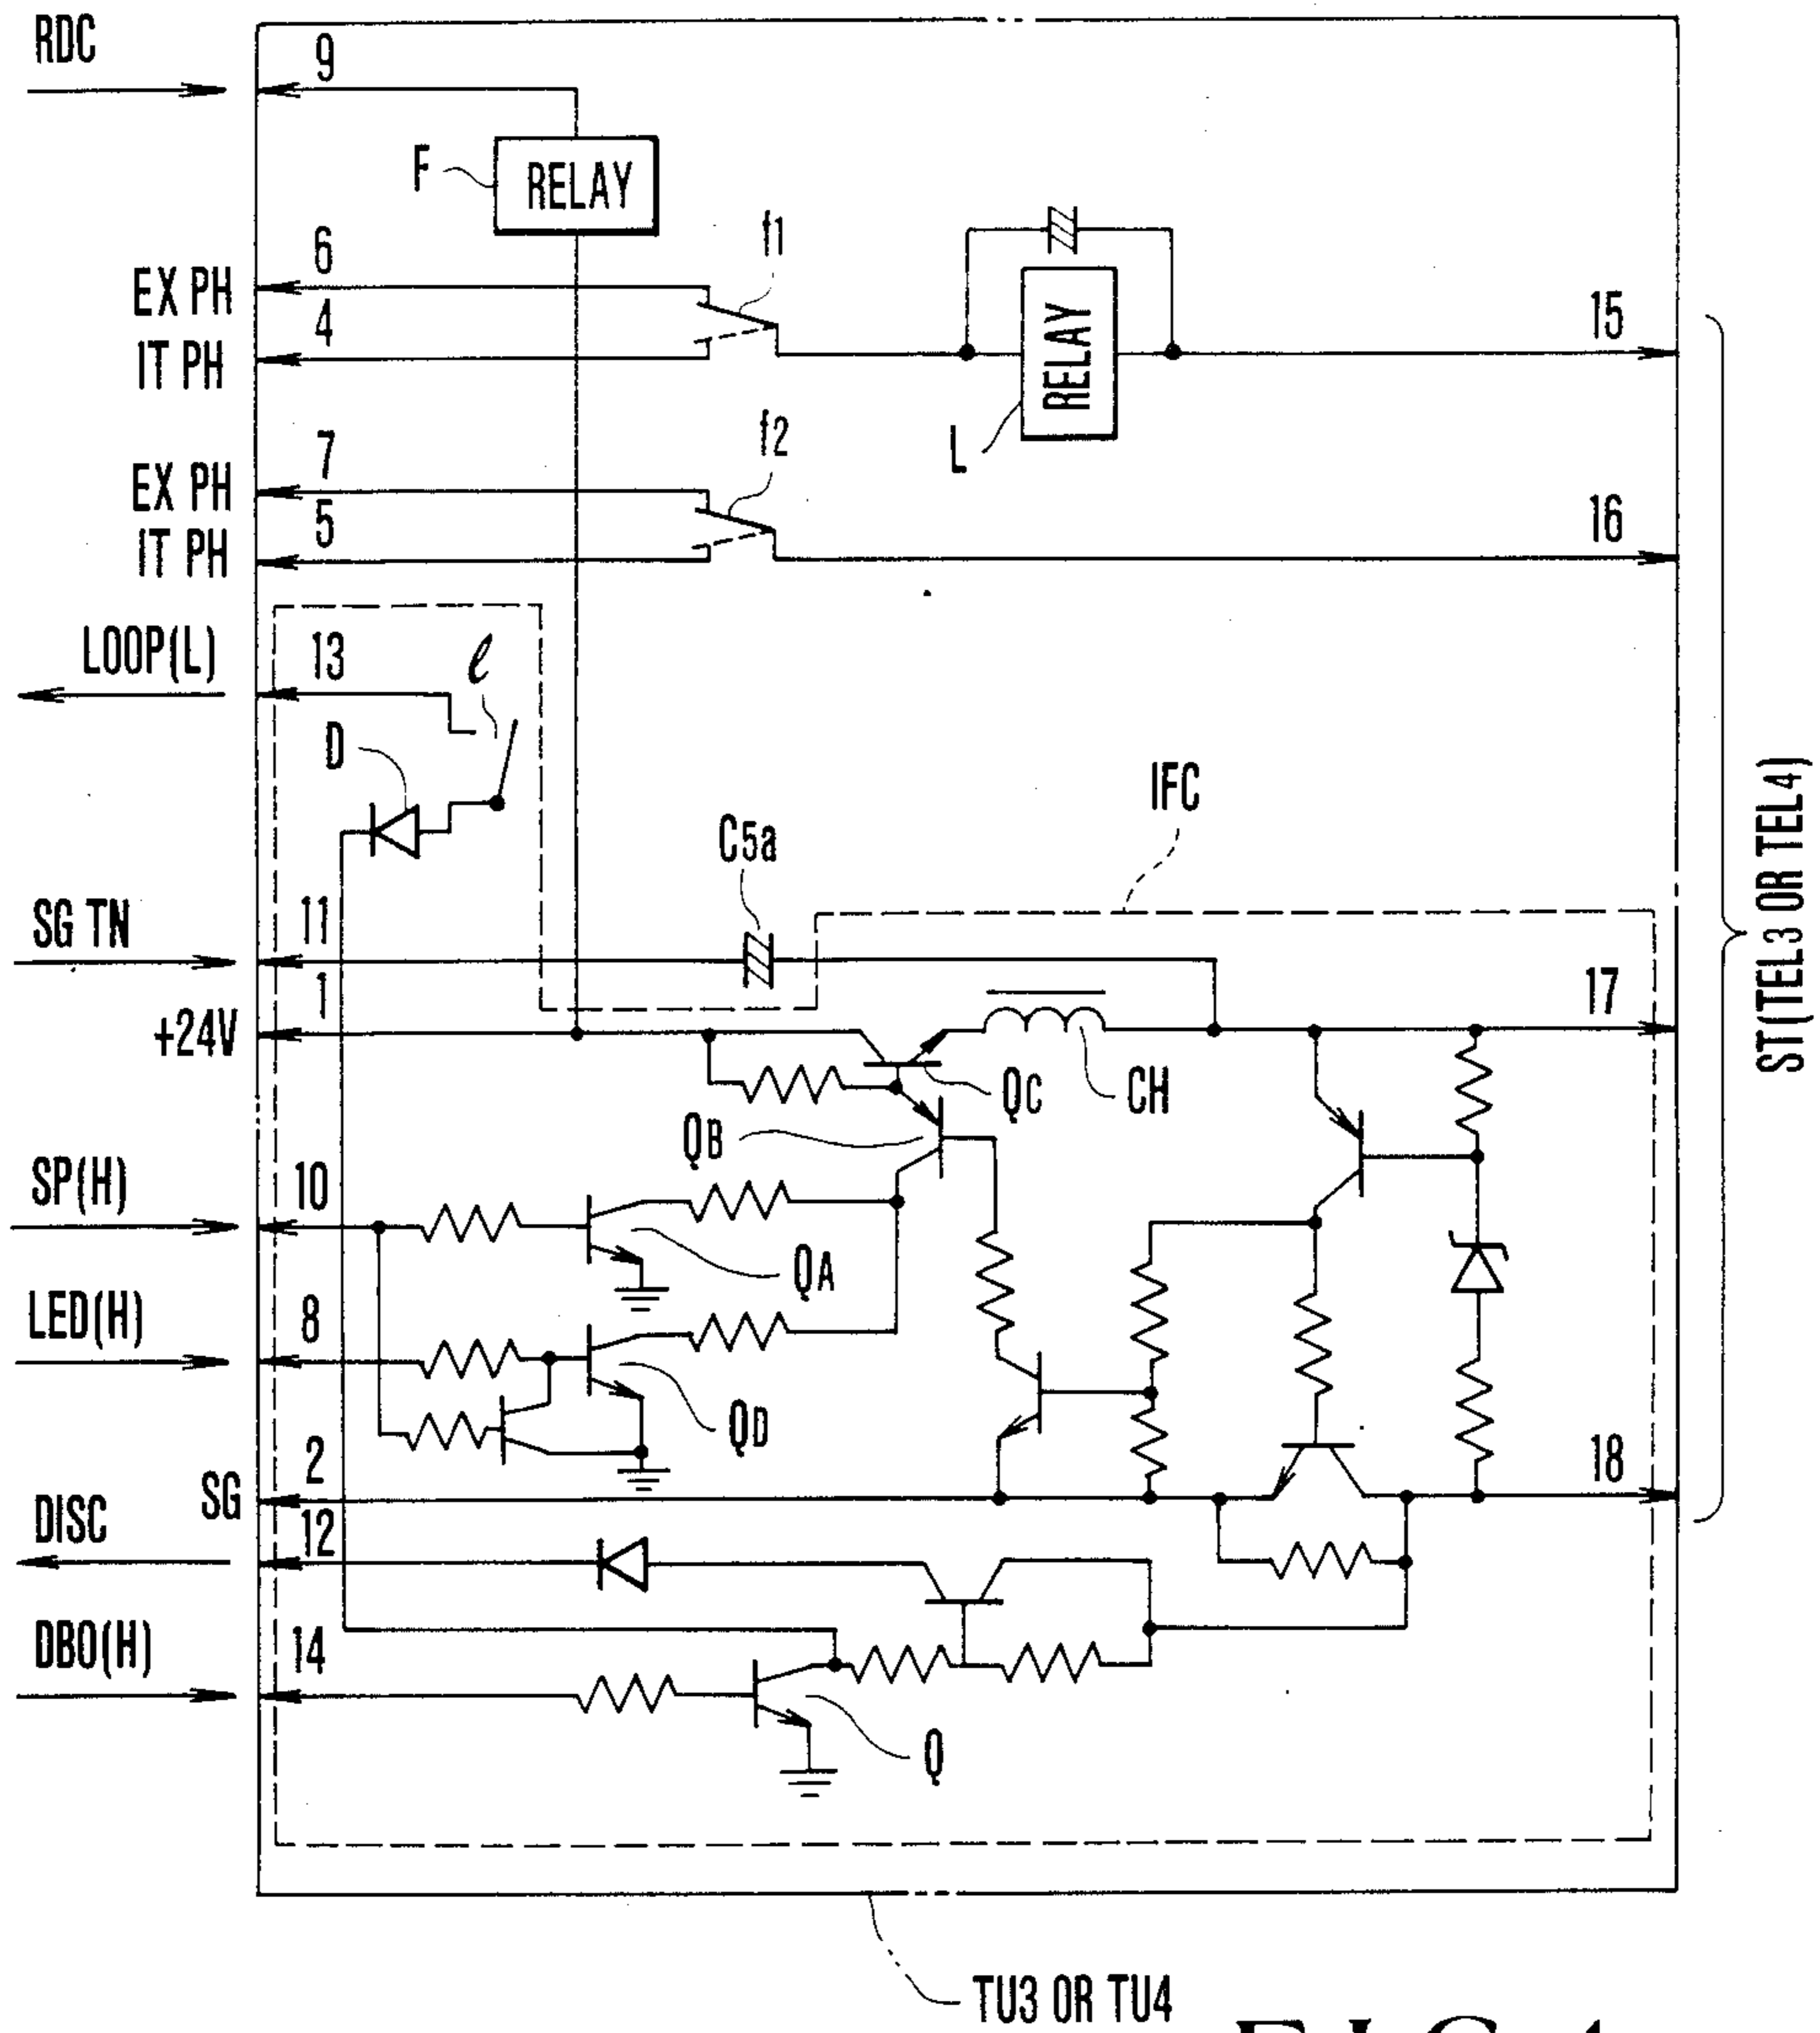 RDC
9
F
RELAY
6
EX PH
f1
4
IT PH
15
RELAY
L
7
EX PH
f2
5
IT PH
16
LOOP(L)
13
ℓ
D
IFC
C5a
SG TN
11
1
+24V
17
QC
CH
QB
SP(H)
10
QA
LED(H)
8
QD
2
SG
18
DISC
12
DBO(H)
14
Q
ST(TEL3 OR TEL4)
TU3 OR TU4